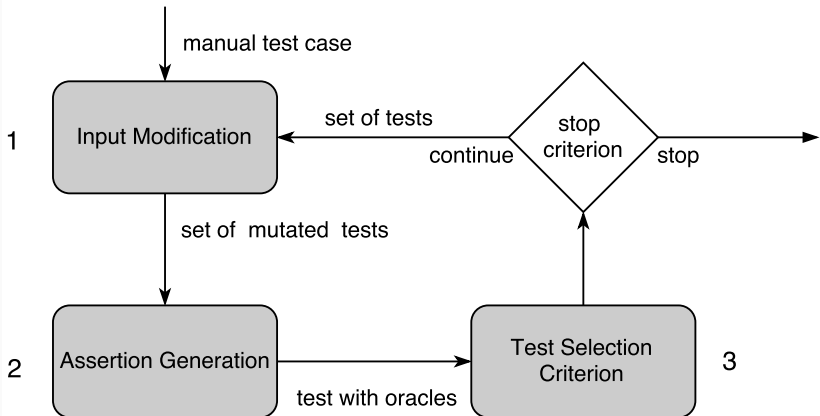 manual test case
1
Input Modification
set of tests
continue
stop
criterion
stop
set of mutated tests
2
Assertion Generation
test with oracles
Test Selection
Criterion
3